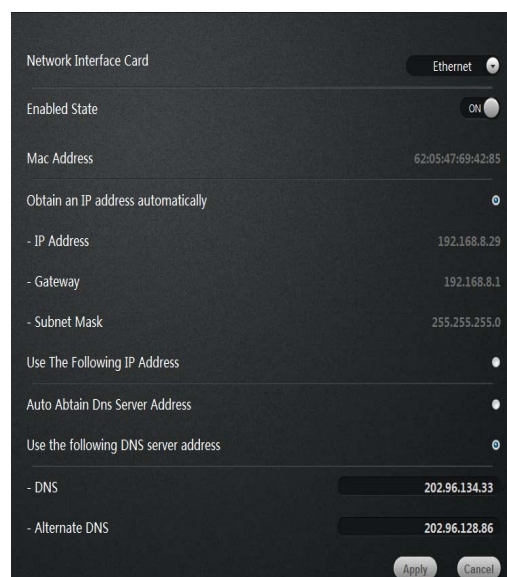 Network Interface Card Ethernet
Enabled State ON
Mac Address 62:05:47:69:42:85
Obtain an IP address automatically
- IP Address 192.168.8.29
- Gateway 192.168.8.1
- Subnet Mask 255.255.255.0
Use The Following IP Address
Auto Abtain Dns Server Address
Use the following DNS server address
- DNS 202.96.134.33
- Alternate DNS 202.96.128.86
Apply Cancel